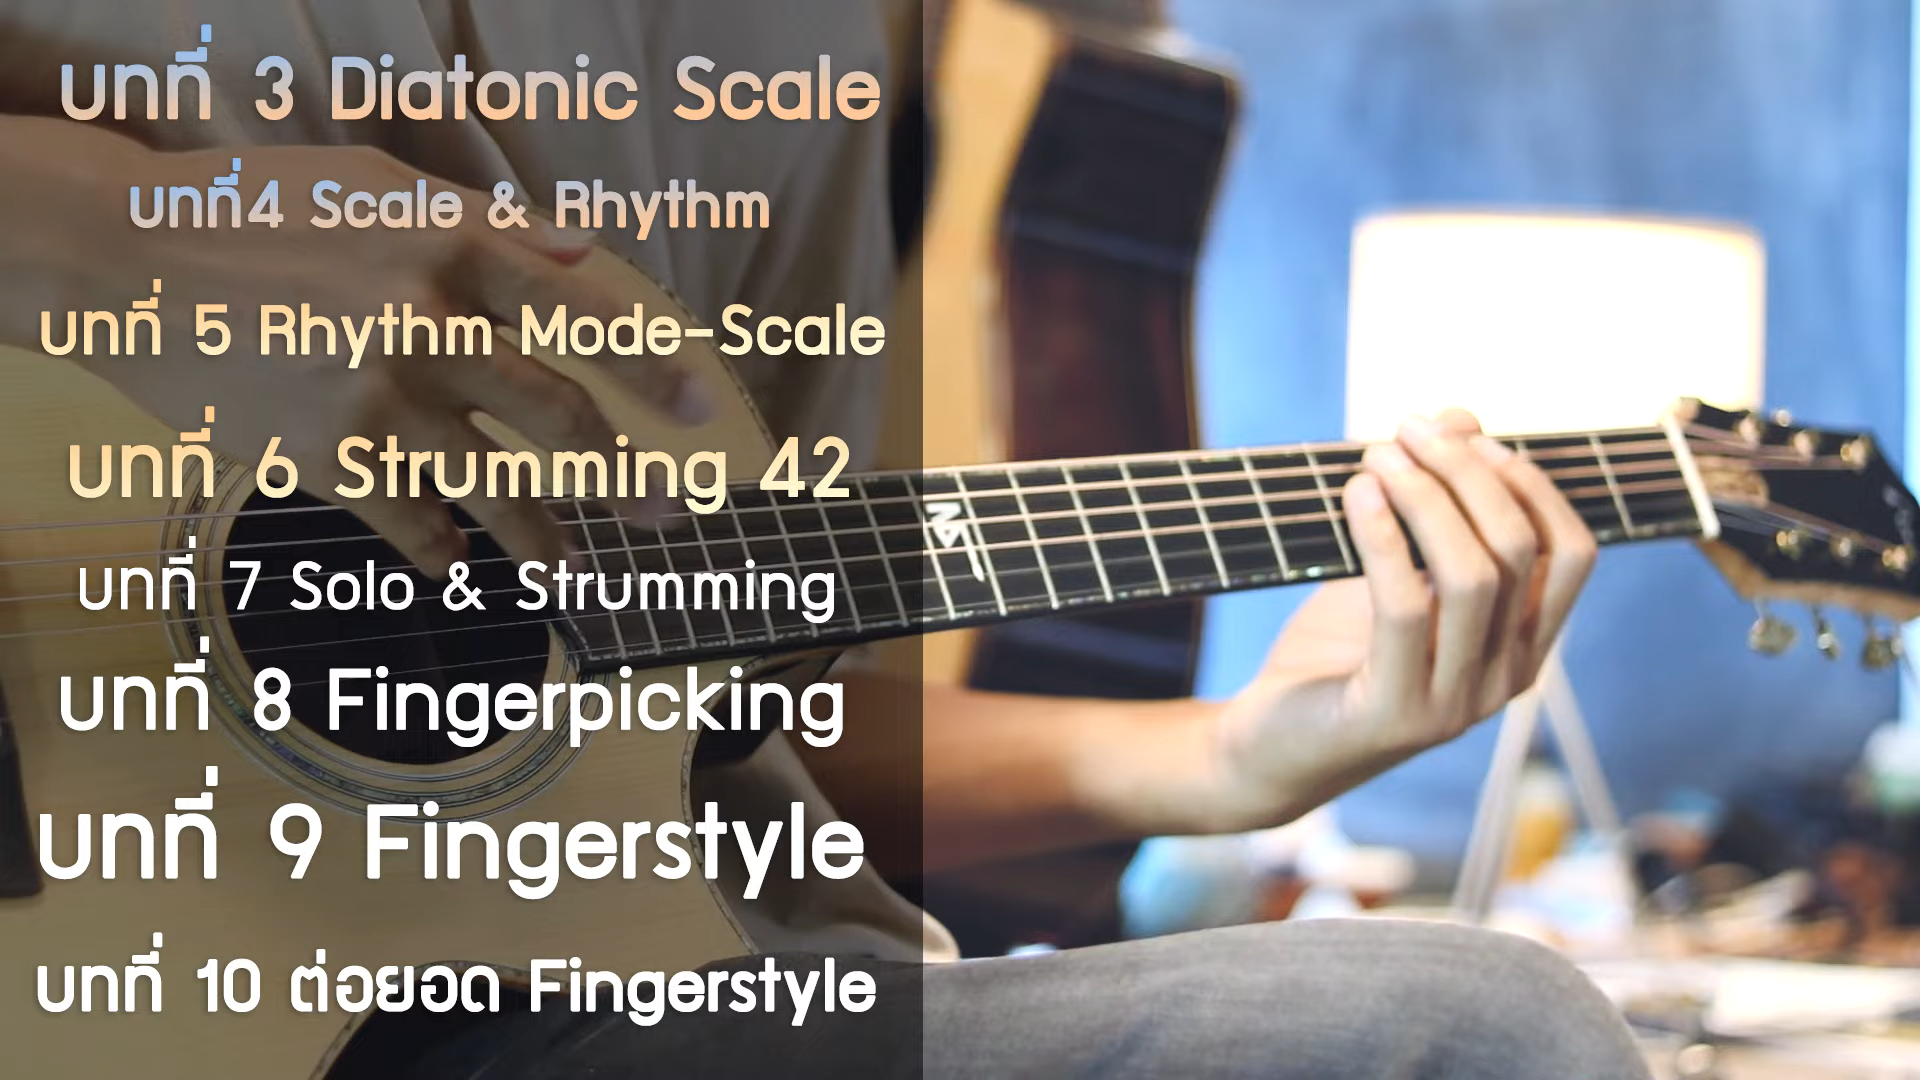 บทที่ 3 Diatonic Scale
บทที่4 Scale & Rhythm
บทที่ 5 Rhythm Mode-Scale
บทที่ 6 Strumming 42
บทที่ 7 Solo & Strumming
บทที่ 8 Fingerpicking
บทที่ 9 Fingerstyle
บทที่ 10 ต่อยอด Fingerstyle